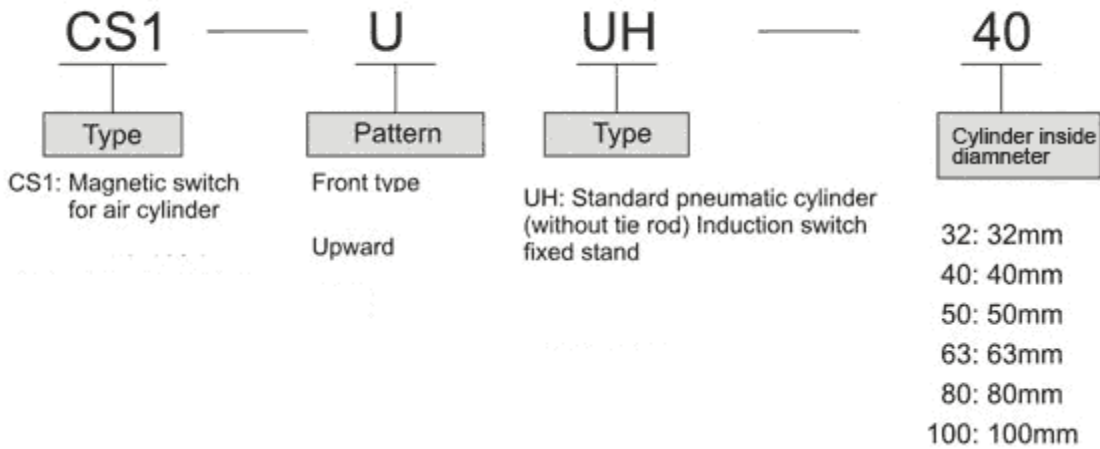 CS1 — U UH — 40
Type
Pattern
Type
Cylinder inside
diamneter
CS1: Magnetic switch
for air cylinder
Front type
Upward
UH: Standard pneumatic cylinder
(without tie rod) Induction switch
fixed stand
32: 32mm
40: 40mm
50: 50mm
63: 63mm
80: 80mm
100: 100mm